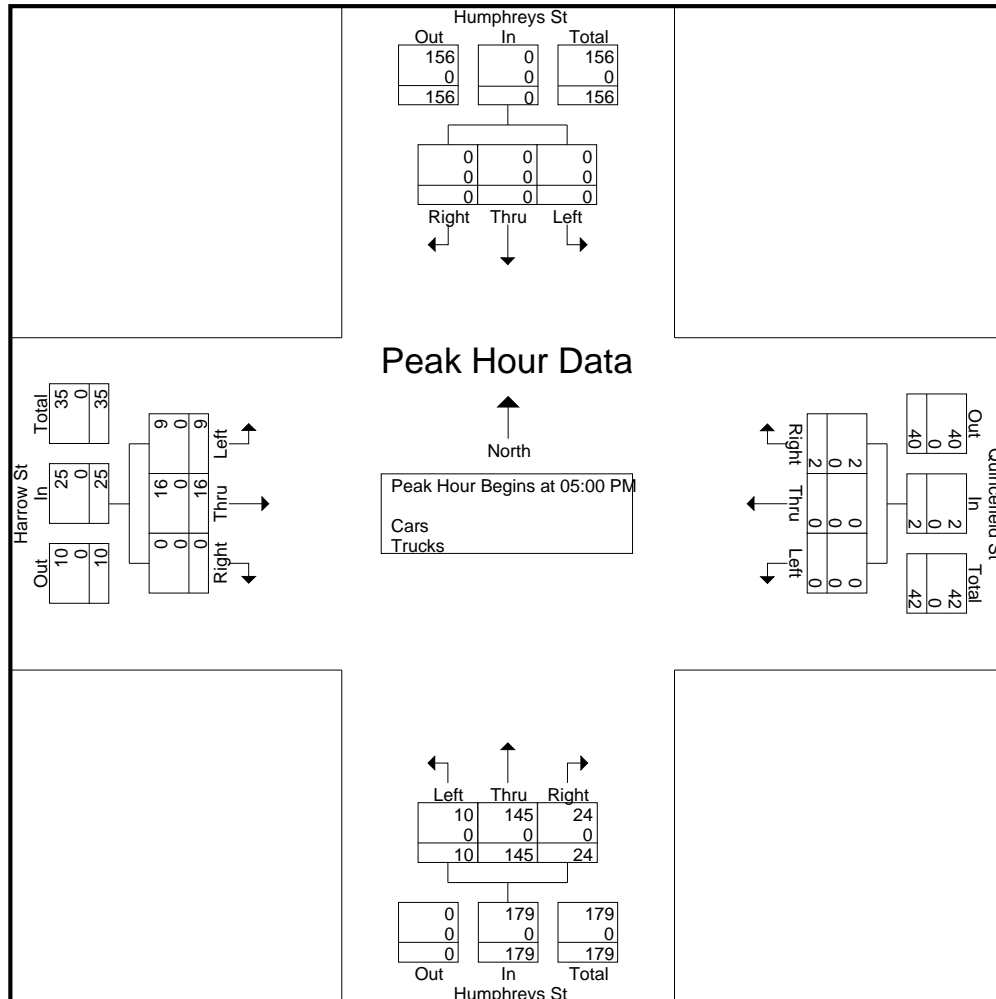 Humphreys St
Out In Total
156 0 156
0 0 0
156 0 156
0 0 0
0 0 0
0 0 0
Right Thru Left
Peak Hour Data
North
Peak Hour Begins at 05:00 PM
Cars
Trucks
Harrow St
Total In Out
35 25 10
0 0 0
35 25 10
9 16 0
0 0 0
9 16 0
Left Thru Right
Quincefield St
Out In Total
40 2 42
0 0 0
40 2 42
2 0 0
0 0 0
2 0 0
Right Thru Left
Left Thru Right
10 145 24
0 0 0
10 145 24
0 179 179
0 0 0
0 179 179
Out In Total
Humphreys St